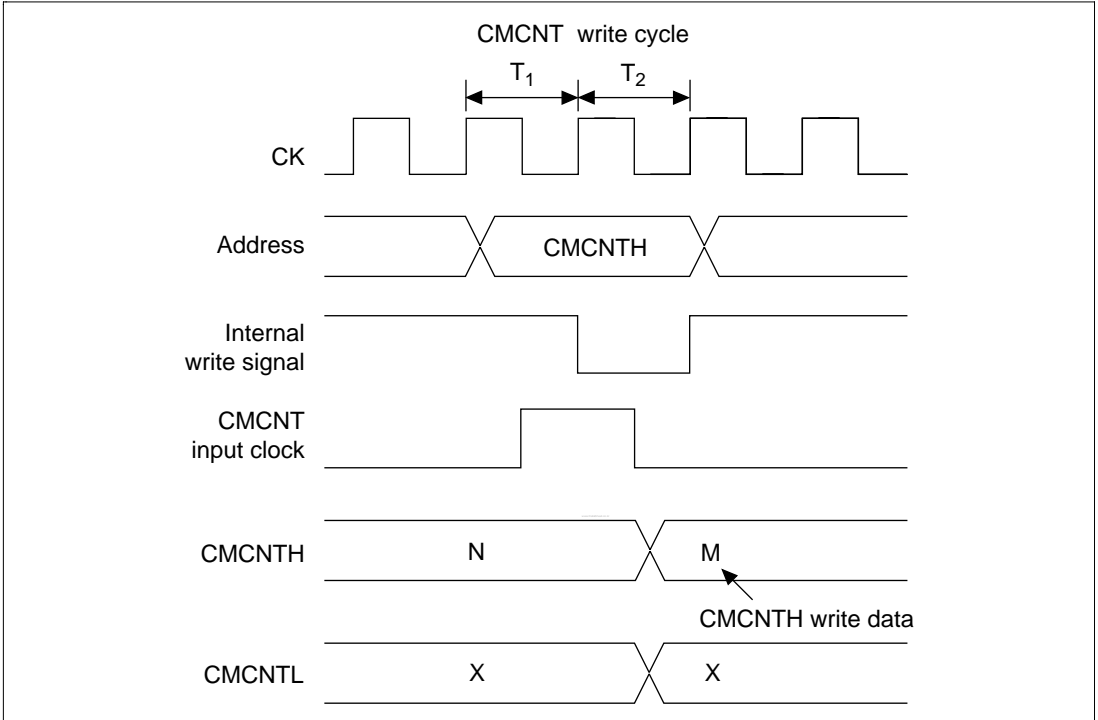 CMCNT write cycle
T1 T2
CK
Address
CMCNTH
Internal
write signal
CMCNT
input clock
CMCNTH
N
M
CMCNTH write data
CMCNTL
X
X